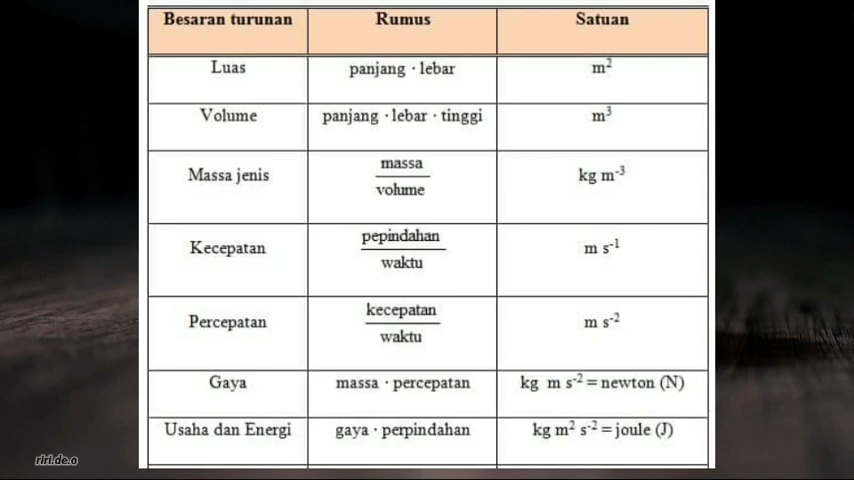 Besaran turunan Rumus Satuan
Luas panjang · lebar m²
Volume panjang · lebar · tinggi m³
Massa jenis massa kg m⁻³
volume
Kecepatan pepindahan m s⁻¹
waktu
Percepatan kecepatan m s⁻²
waktu
Gaya massa · percepatan kg m s⁻² = newton (N)
Usaha dan Energi gaya · perpindahan kg m² s⁻² = joule (J)
riri.de.o